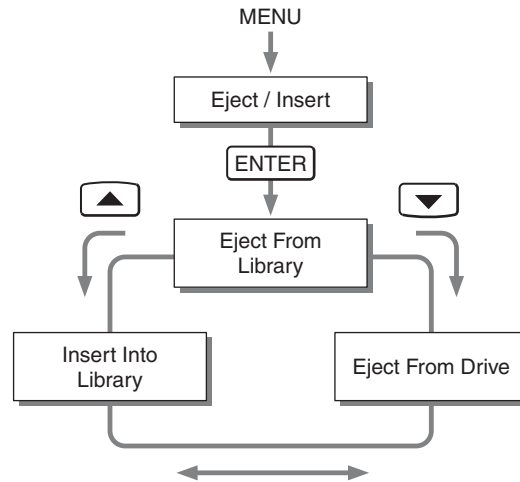 MENU
Eject / Insert
ENTER
Eject From
Library
Insert Into
Library
Eject From Drive